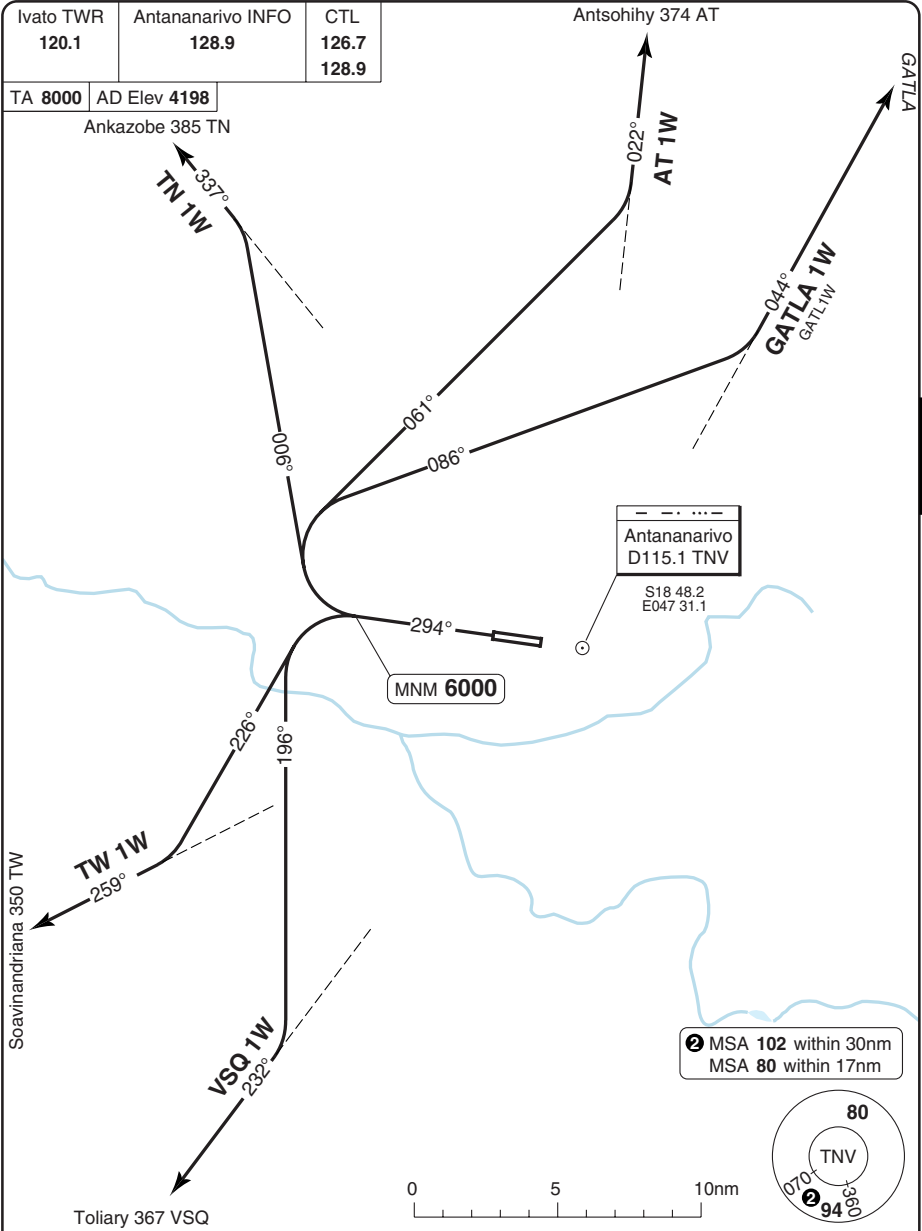 Ivato TWR
120.1
Antananarivo INFO
128.9
CTL
126.7
128.9
TA 8000
AD Elev 4198
Ankazobe 385 TN
Antsohihy 374 AT
GATLA
337°
TN 1W
022°
AT 1W
044°
GATLA 1W
GATL1W
006°
061°
086°
Antananarivo
D115.1 TNV
S18 48.2
E047 31.1
294°
MNM 6000
226°
196°
TW 1W
259°
Soavinandriana 350 TW
VSQ 1W
232°
Toliary 367 VSQ
0 5 10nm
2 MSA 102 within 30nm
MSA 80 within 17nm
80
TNV
070
360
2 94